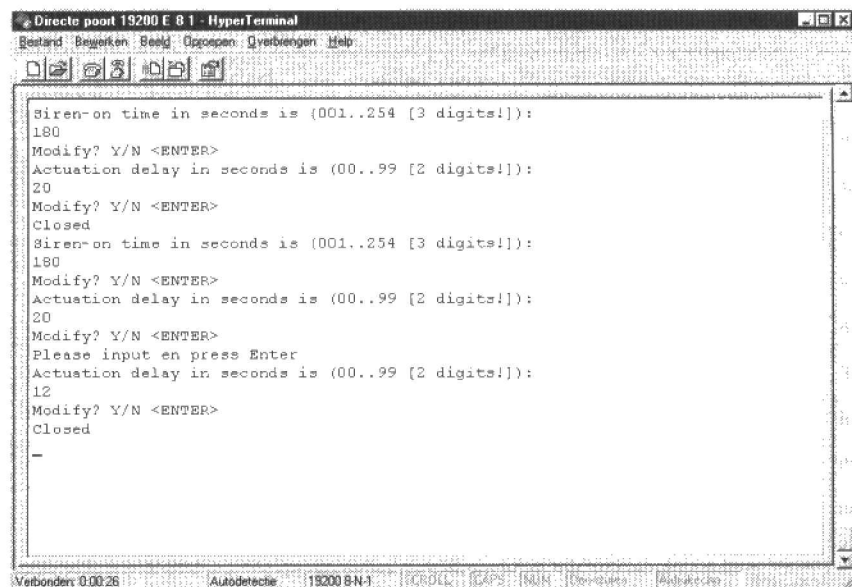 Directe poort 19200 E 8 1 - HyperTerminal
Bestand Bewerken Beeld Oproepen Overbrengen Help
Siren-on time in seconds is (001..254 [3 digits!]):
180
Modify? Y/N <ENTER>
Actuation delay in seconds is (00..99 [2 digits!]):
20
Modify? Y/N <ENTER>
Closed
Siren-on time in seconds is (001..254 [3 digits!]):
180
Modify? Y/N <ENTER>
Actuation delay in seconds is (00..99 [2 digits!]):
20
Modify? Y/N <ENTER>
Please input en press Enter
Actuation delay in seconds is (00..99 [2 digits!]):
12
Modify? Y/N <ENTER>
Closed
Verbonden: 0:00:26 Autodetectie 19200 8-N-1 SCROLL CAPS NUM